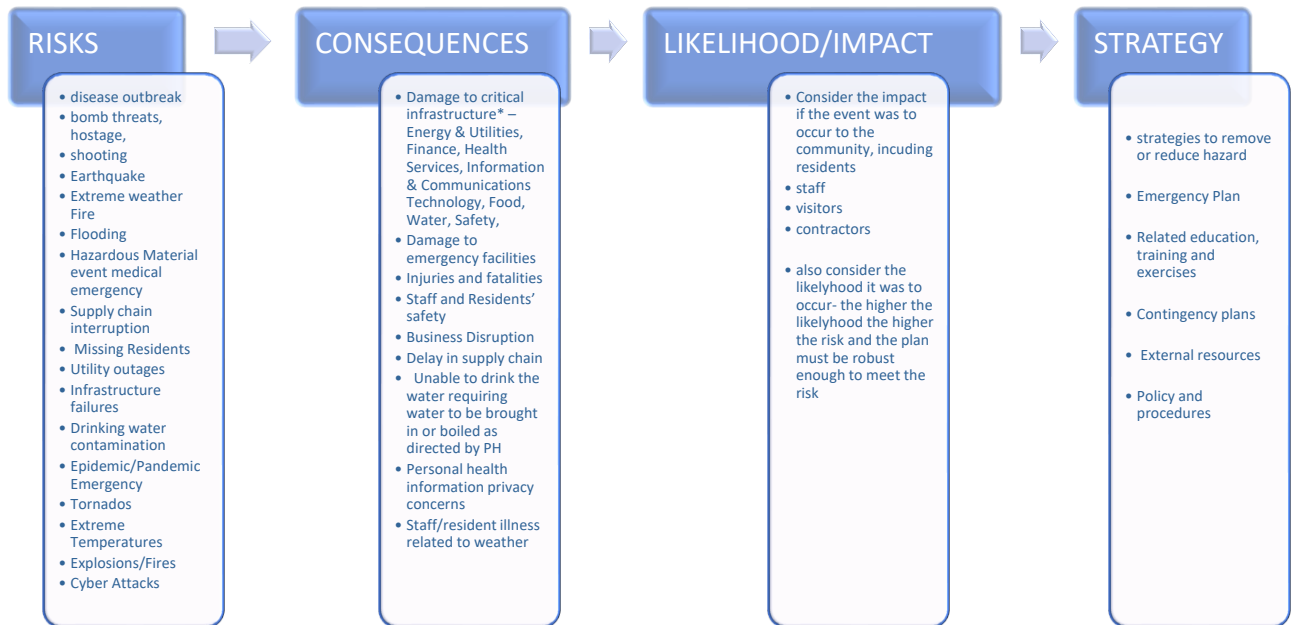 RISKS
• disease outbreak
• bomb threats,
hostage,
• shooting
• Earthquake
• Extreme weather
Fire
• Flooding
• Hazardous Material
event medical
emergency
• Supply chain
interruption
• Missing Residents
• Utility outages
• Infrastructure
failures
• Drinking water
contamination
• Epidemic/Pandemic
Emergency
• Tornados
• Extreme
Temperatures
• Explosions/Fires
• Cyber Attacks
CONSEQUENCES
• Damage to critical
infrastructure* –
Energy & Utilities,
Finance, Health
Services, Information
& Communications
Technology, Food,
Water, Safety,
• Damage to
emergency facilities
• Injuries and fatalities
• Staff and Residents’
safety
• Business Disruption
• Delay in supply chain
• Unable to drink the
water requiring
water to be brought
in or boiled as
directed by PH
• Personal health
information privacy
concerns
• Staff/resident illness
related to weather
LIKELIHOOD/IMPACT
• Consider the impact
if the event was to
occur to the
community, incuding
residents
• staff
• visitors
• contractors
• also consider the
likelyhood it was to
occur- the higher the
likelyhood the higher
the risk and the plan
must be robust
enough to meet the
risk
STRATEGY
• strategies to remove
or reduce hazard
• Emergency Plan
• Related education,
training and
exercises
• Contingency plans
• External resources
• Policy and
procedures